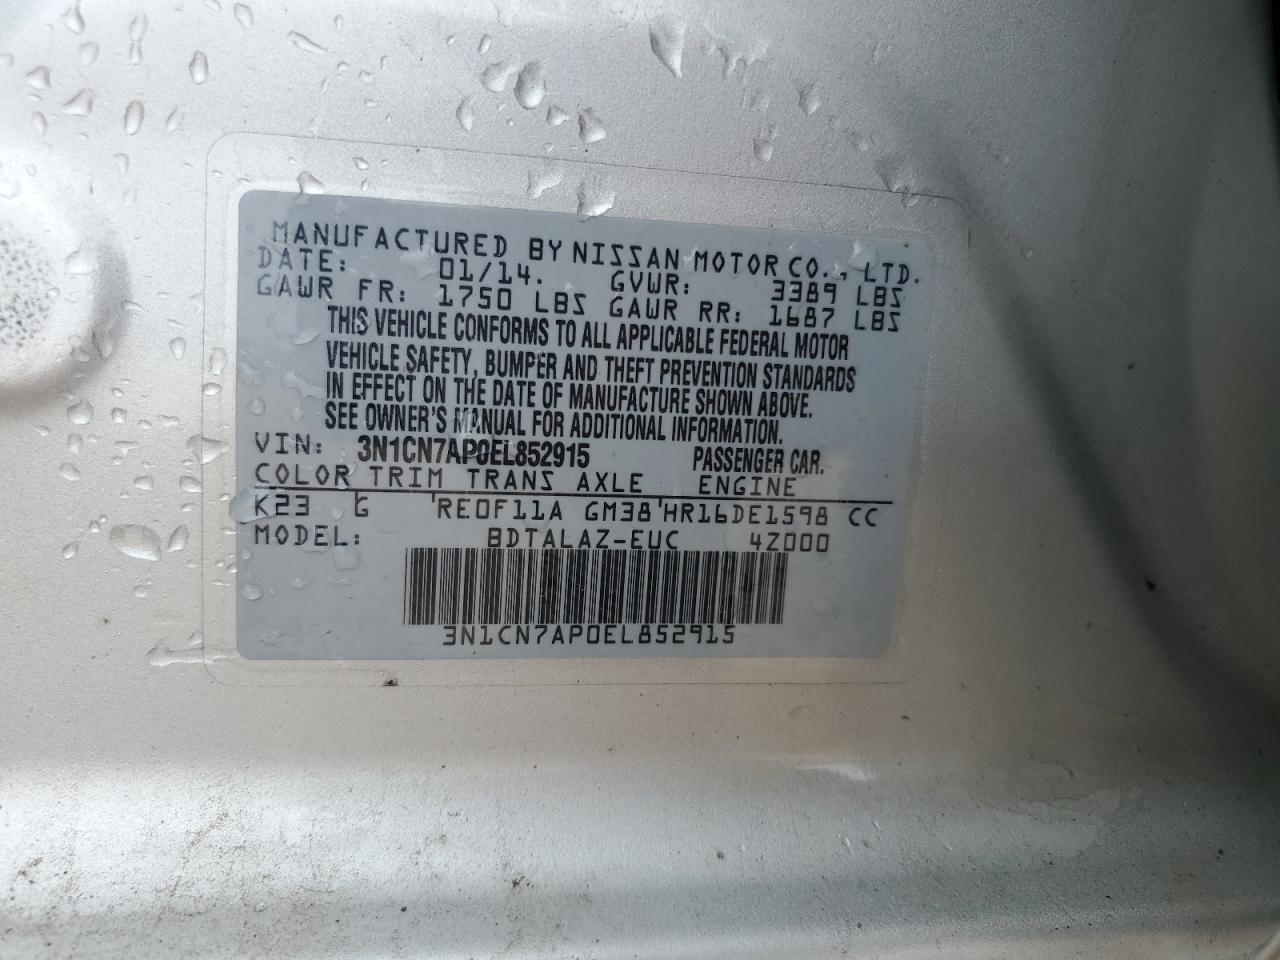 MANUFACTURED BY NISSAN MOTOR CO., LTD.
DATE: 01/14. GVWR: 3389 LBS
GAWR FR: 1750 LBS GAWR RR: 1687 LBS
THIS VEHICLE CONFORMS TO ALL APPLICABLE FEDERAL MOTOR
VEHICLE SAFETY, BUMPER AND THEFT PREVENTION STANDARDS
IN EFFECT ON THE DATE OF MANUFACTURE SHOWN ABOVE.
SEE OWNER'S MANUAL FOR ADDITIONAL INFORMATION.
VIN: 3N1CN7AP0EL852915 PASSENGER CAR.
COLOR TRIM TRANS AXLE ENGINE
K23 G 'RE0F11A GM38'HR16DE1598 CC
MODEL: BDTALAZ-EUC 4Z000
3N1CN7AP0EL852915